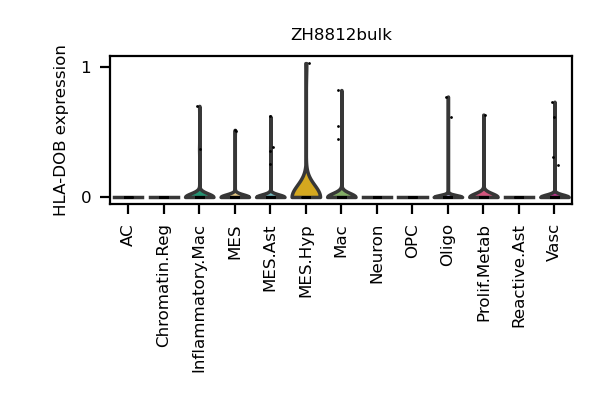 ZH8812bulk
HLA-DOB expression
1
0
AC
Chromatin.Reg
Inflammatory.Mac
MES
MES.Ast
MES.Hyp
Mac
Neuron
OPC
Oligo
Prolif.Metab
Reactive.Ast
Vasc